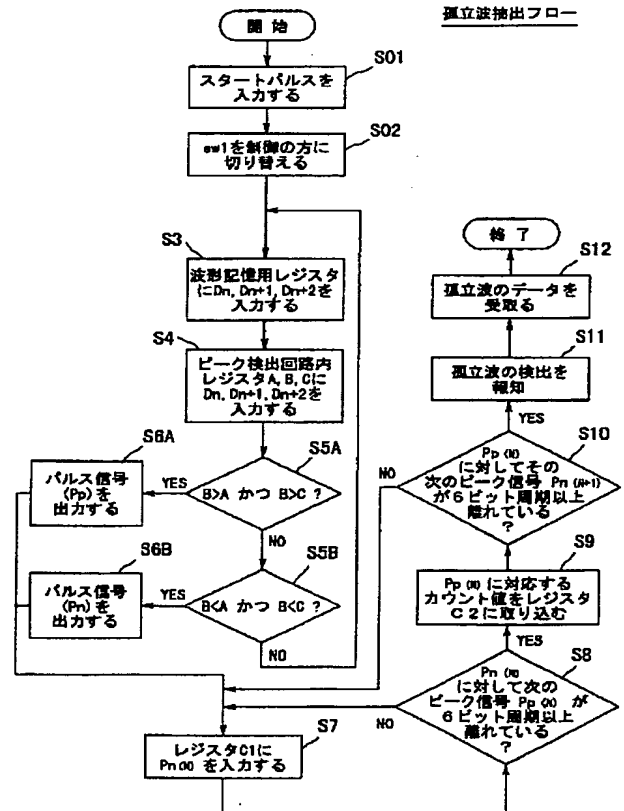 孤立波抽出フロー
開 始
S01
スタートパルスを
入力する
S02
sw1を制御の方に
切り替える
S3
波形記憶用レジスタ
にDn, Dn+1, Dn+2を
入力する
S4
ピーク検出回路内
レジスタA, B, Cに
Dn, Dn+1, Dn+2を
入力する
S5A
B>A かつ B>C ?
YES
NO
S6A
パルス信号
(Pp)を
出力する
S5B
B<A かつ B<C ?
YES
NO
S6B
パルス信号
(Pn)を
出力する
S7
レジスタC1に
Pn(N) を入力する
S8
Pn(N)
に対して次の
ピーク信号 Pp(N) が
6ビット周期以上
離れている
?
NO
YES
S9
Pp(N) に対応する
カウント値をレジスタ
C2に取り込む
S10
Pp(N)
に対してその
次のピーク信号 Pn(N+1)
が6ビット周期以上
離れている
?
NO
YES
S11
孤立波の検出を
報知
S12
孤立波のデータを
受取る
終 了